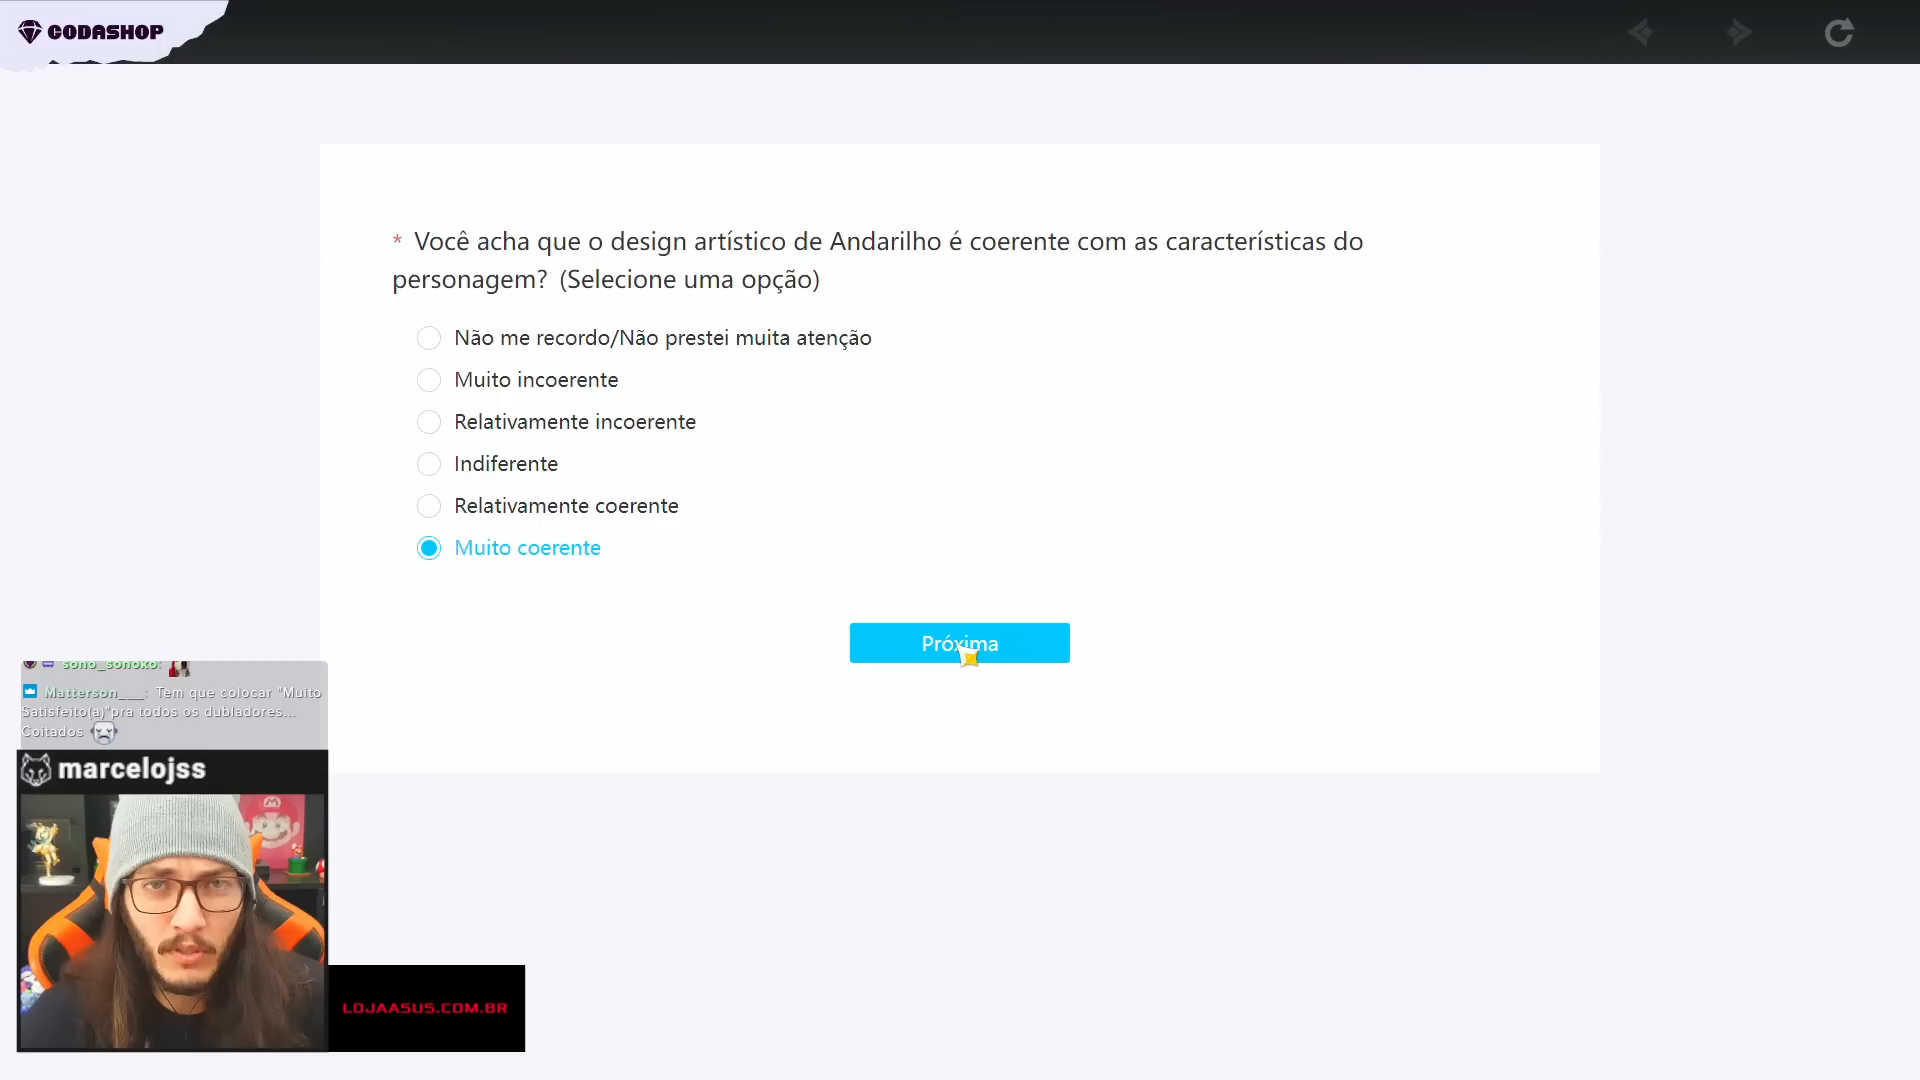 CODASHOP
* Você acha que o design artístico de Andarilho é coerente com as características do
personagem? (Selecione uma opção)
Não me recordo/Não prestei muita atenção
Muito incoerente
Relativamente incoerente
Indiferente
Relativamente coerente
Muito coerente
Próxima
sono_sonoko:
Matterson___: Tem que colocar "Muito
Satisfeito(a)"pra todos os dubladores...
Coitados
marcelojss
LOJAASUS.COM.BR